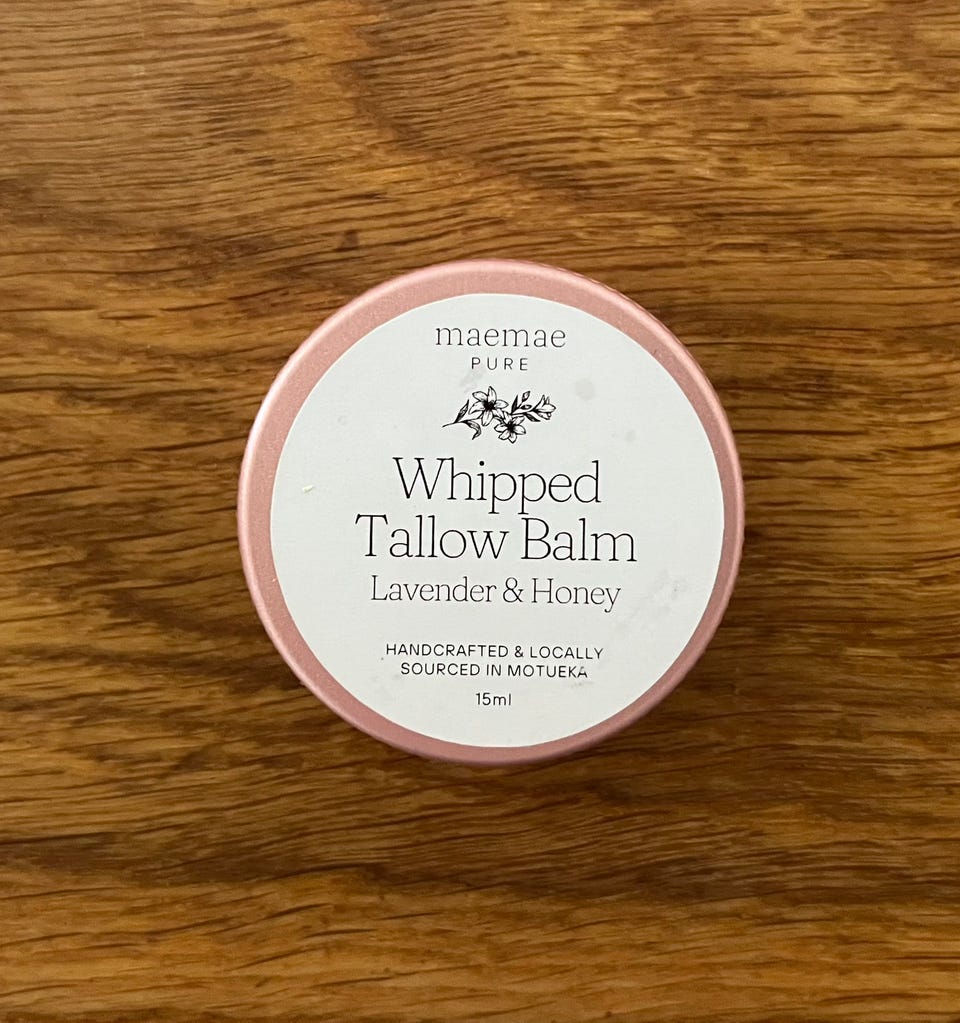 maemae
PURE
Whipped
Tallow Balm
Lavender & Honey
HANDCRAFTED & LOCALLY
SOURCED IN MOTUEKA
15ml